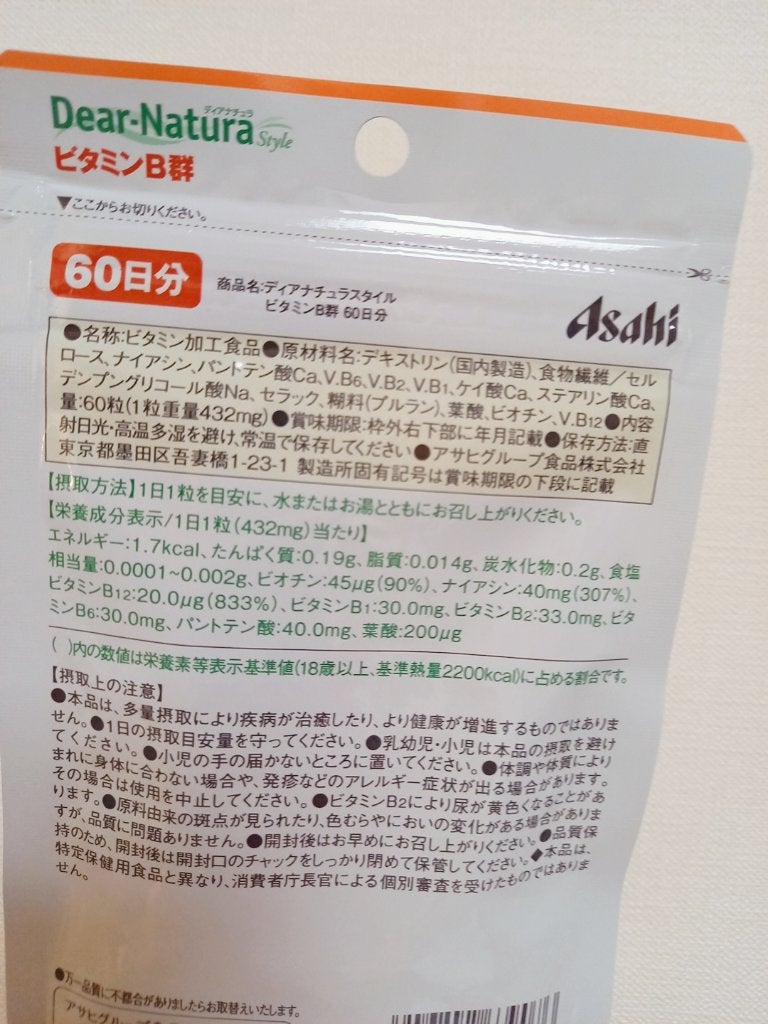 ディアナチュラ
Dear-Natura Style
ビタミンB群
▼ここからお切りください。
60日分
商品名:ディアナチュラスタイル
ビタミンB群 60日分
Asahi
●名称:ビタミン加工食品●原材料名:デキストリン(国内製造)、食物繊維／セル
ロース、ナイアシン、パントテン酸Ca、V.B6、V.B2、V.B1、ケイ酸Ca、ステアリン酸Ca、
デンプングリコール酸Na、セラック、糊料(プルラン)、葉酸、ビオチン、V.B12●内容
量:60粒(1粒重量432mg)●賞味期限:枠外右下部に年月記載●保存方法:直
射日光・高温多湿を避け、常温で保存してください●アサヒグループ食品株式会社
東京都墨田区吾妻橋1-23-1 製造所固有記号は賞味期限の下段に記載
【摂取方法】1日1粒を目安に、水またはお湯とともにお召し上がりください。
【栄養成分表示/1日1粒(432mg)当たり】
エネルギー:1.7kcal、たんぱく質:0.19g、脂質:0.014g、炭水化物:0.2g、食塩
相当量:0.0001~0.002g、ビオチン:45μg(90%)、ナイアシン:40mg(307%)、
ビタミンB12:20.0μg(833%)、ビタミンB1:30.0mg、ビタミンB2:33.0mg、ビタ
ミンB6:30.0mg、パントテン酸:40.0mg、葉酸:200μg
( )内の数値は栄養素等表示基準値(18歳以上、基準熱量2200kcal)に占める割合です。
【摂取上の注意】
●本品は、多量摂取により疾病が治癒したり、より健康が増進するものではありま
せん。●1日の摂取目安量を守ってください。●乳幼児・小児は本品の摂取を避け
てください。●小児の手の届かないところに置いてください。●体調や体質により
まれに身体に合わない場合や、発疹などのアレルギー症状が出る場合があります。
その場合は使用を中止してください。●ビタミンB2により尿が黄色くなることがあ
ります。●原料由来の斑点が見られたり、色むらやにおいの変化がある場合がありま
すが、品質に問題ありません。●開封後はお早めにお召し上がりください。●品質保
持のため、開封後は開封口のチャックをしっかり閉めて保管してください。◆本品は、
特定保健用食品と異なり、消費者庁長官による個別審査を受けたものではありま
せん。
●万一品質に不都合がありましたらお取替えいたします。
アサヒグループ